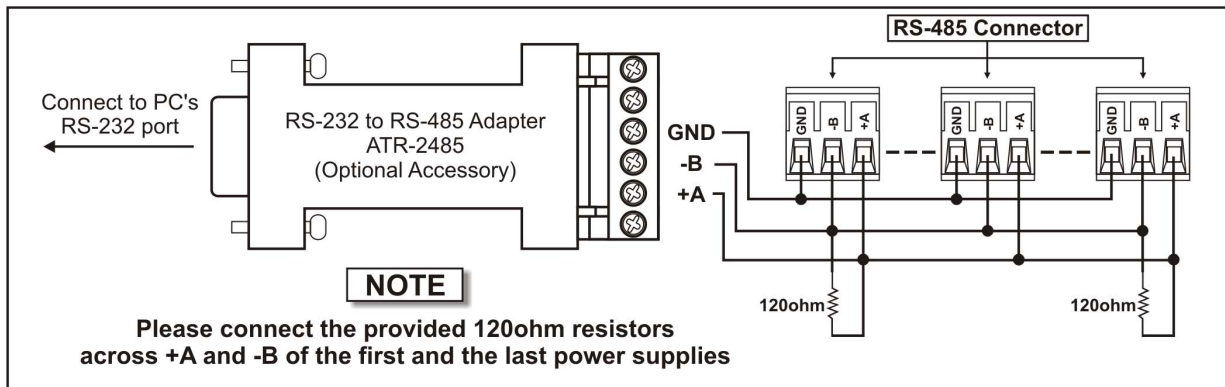 RS-485 Connector
Connect to PC's
RS-232 port
RS-232 to RS-485 Adapter
ATR-2485
(Optional Accessory)
GND
-B
+A
GND
-B
+A
GND
-B
+A
GND
-B
+A
120ohm
120ohm
NOTE
Please connect the provided 120ohm resistors
across +A and -B of the first and the last power supplies